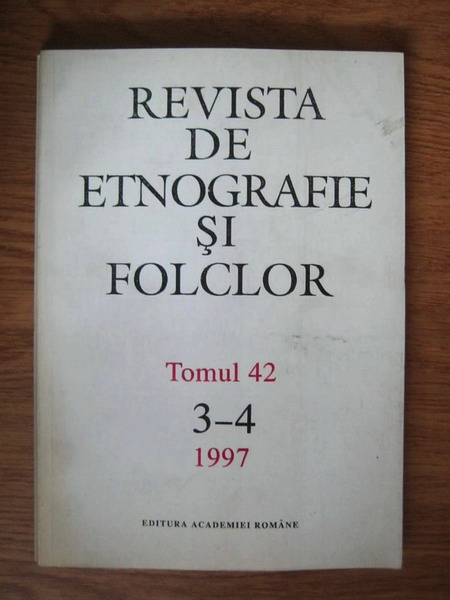 REVISTA
DE
ETNOGRAFIE
ŞI
FOLCLOR
Tomul 42
3–4
1997
EDITURA ACADEMIEI ROMÂNE